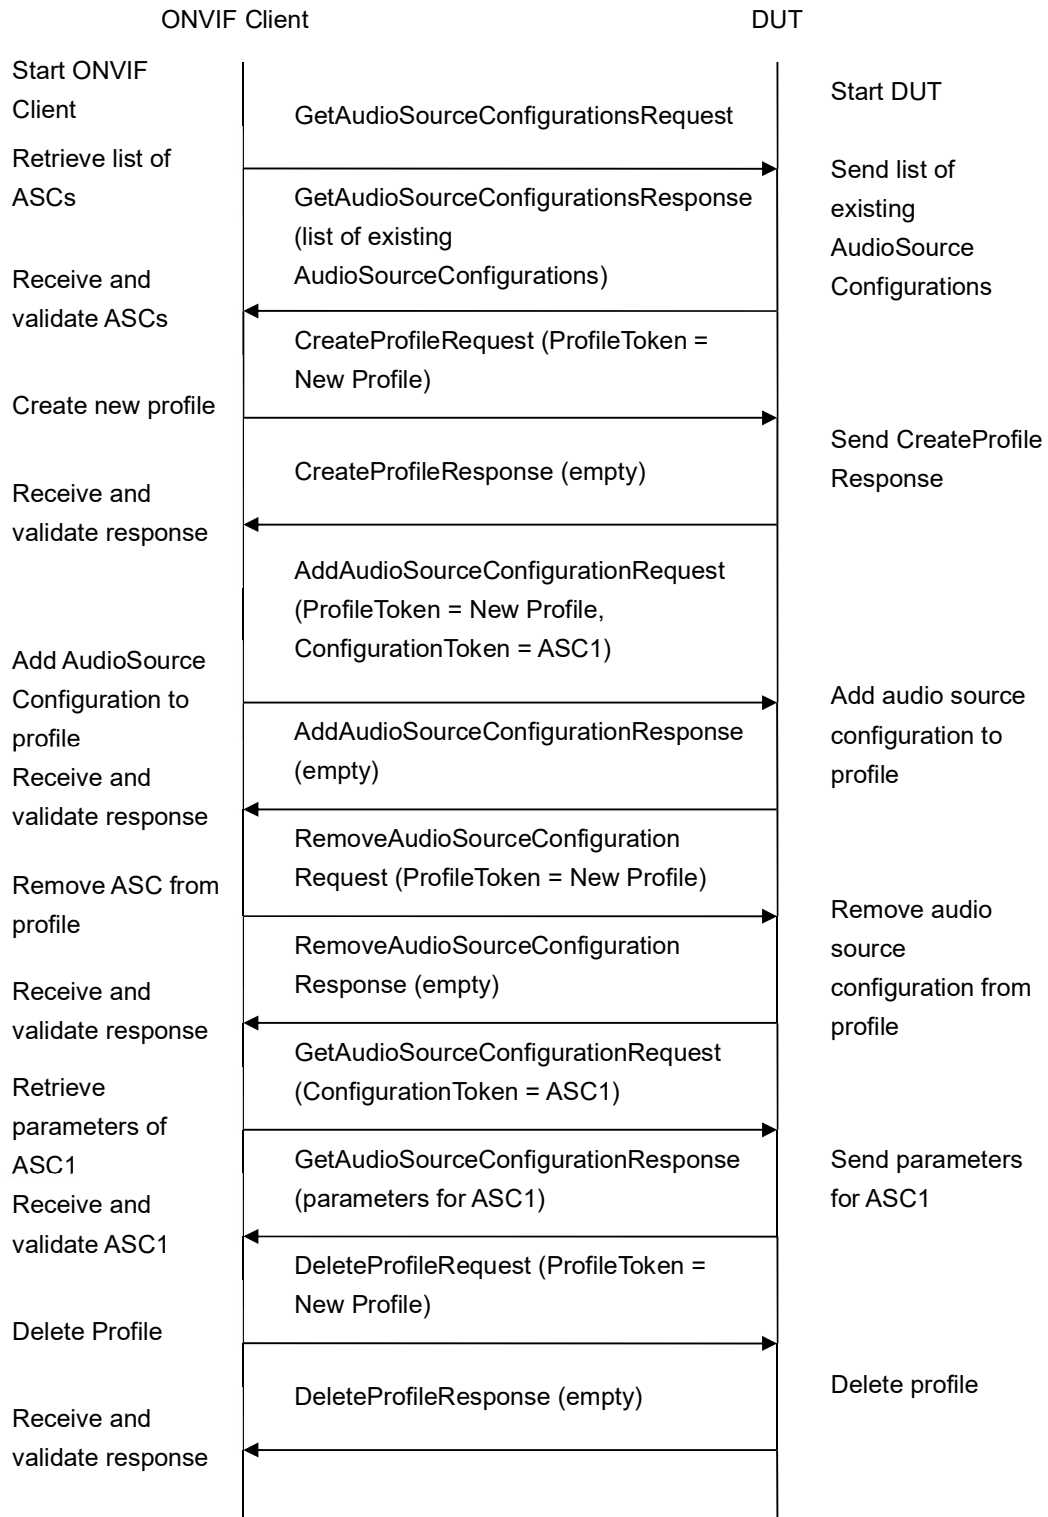 ONVIF Client
DUT
Start ONVIF
Client
GetAudioSourceConfigurationsRequest
Start DUT
Retrieve list of
ASCs
GetAudioSourceConfigurationsResponse
(list of existing
AudioSourceConfigurations)
Send list of
existing
AudioSource
Configurations
Receive and
validate ASCs
CreateProfileRequest (ProfileToken =
New Profile)
Create new profile
Send CreateProfile
Response
CreateProfileResponse (empty)
Receive and
validate response
AddAudioSourceConfigurationRequest
(ProfileToken = New Profile,
ConfigurationToken = ASC1)
Add AudioSource
Configuration to
profile
Add audio source
configuration to
profile
AddAudioSourceConfigurationResponse
(empty)
Receive and
validate response
RemoveAudioSourceConfiguration
Request (ProfileToken = New Profile)
Remove ASC from
profile
Remove audio
source
configuration from
profile
RemoveAudioSourceConfiguration
Response (empty)
Receive and
validate response
GetAudioSourceConfigurationRequest
(ConfigurationToken = ASC1)
Retrieve
parameters of
ASC1
GetAudioSourceConfigurationResponse
(parameters for ASC1)
Send parameters
for ASC1
Receive and
validate ASC1
DeleteProfileRequest (ProfileToken =
New Profile)
Delete Profile
Delete profile
DeleteProfileResponse (empty)
Receive and
validate response